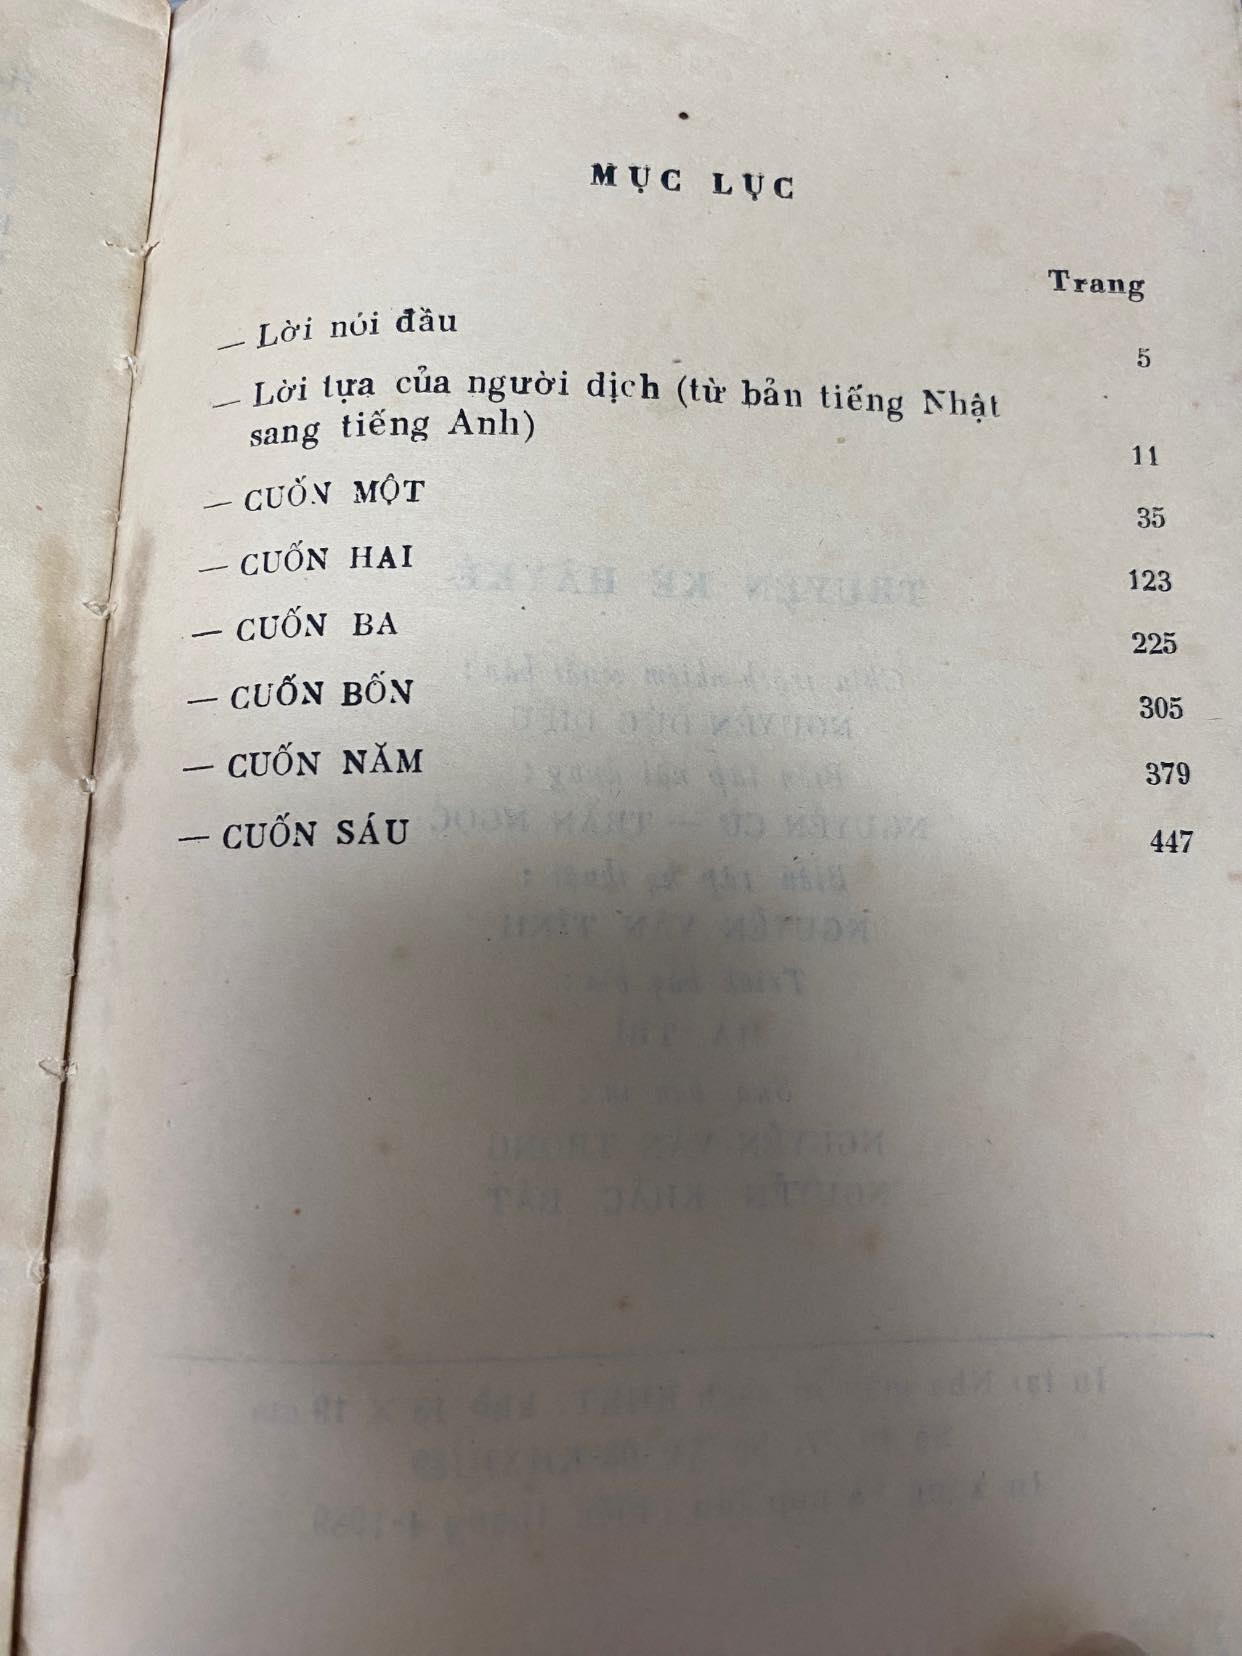 MỤC LỤC
Trang
— Lời nói đầu 5
— Lời tựa của người dịch (từ bản tiếng Nhật
sang tiếng Anh) 11
— CUỐN MỘT 35
— CUỐN HAI 123
— CUỐN BA 225
— CUỐN BỐN 305
— CUỐN NĂM 379
— CUỐN SÁU 447